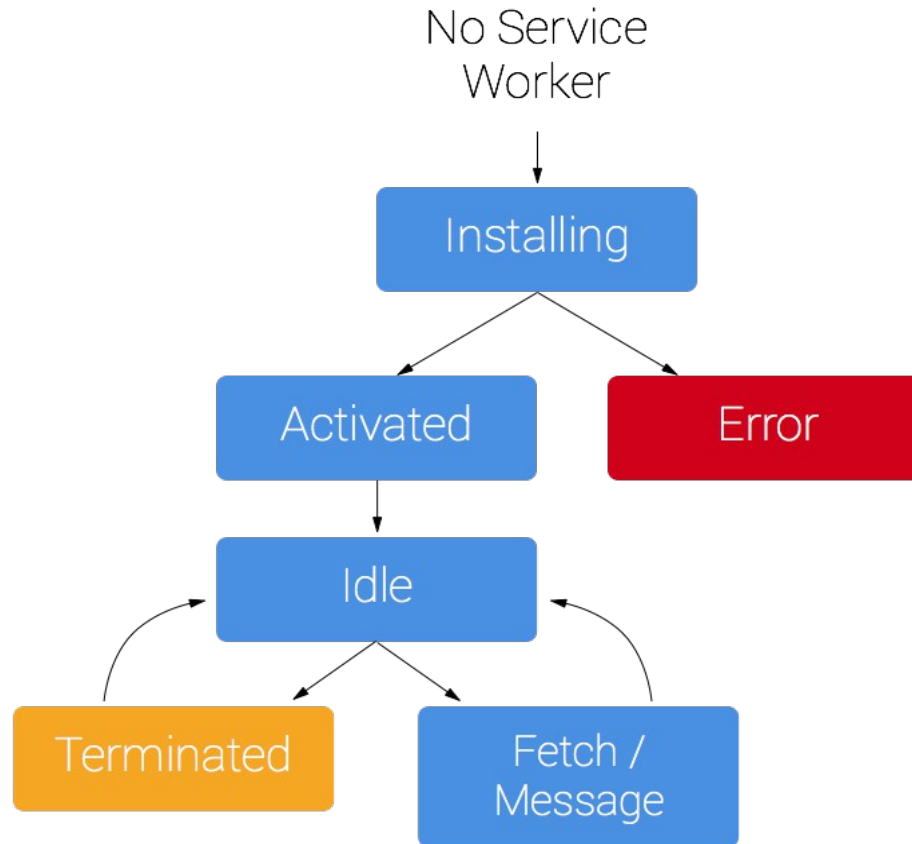 No Service
Worker
Installing
Activated
Error
Idle
Terminated
Fetch /
Message